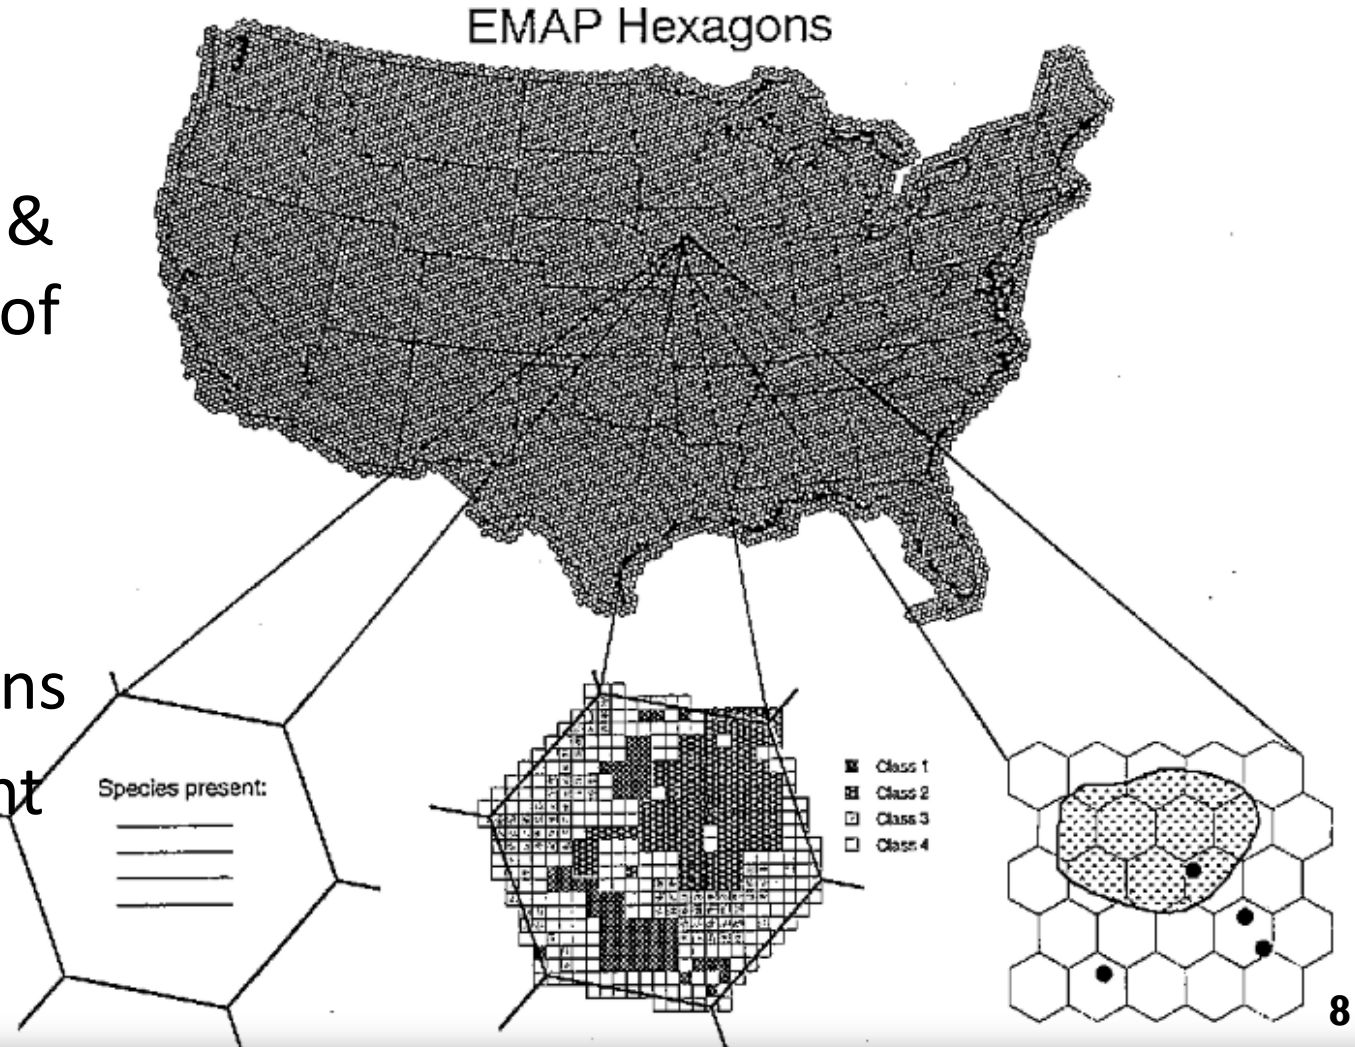 EMAP Hexagons
&
of
ns
nt
Species present:
Class 1
Class 2
Class 3
Class 4
8